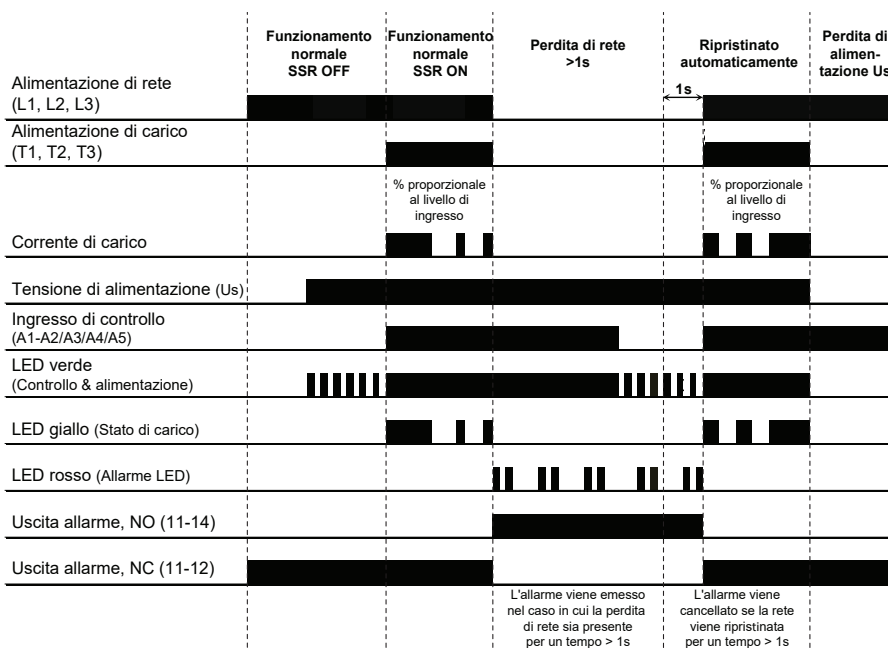 Funzionamento
normale
SSR OFF
Funzionamento
normale
SSR ON
Perdita di rete
>1s
Ripristinato
automaticamente
Perdita di
alimen-
tazione Us
1s
Alimentazione di rete
(L1, L2, L3)
Alimentazione di carico
(T1, T2, T3)
% proporzionale
al livello di
ingresso
% proporzionale
al livello di
ingresso
Corrente di carico
Tensione di alimentazione (Us)
Ingresso di controllo
(A1-A2/A3/A4/A5)
LED verde
(Controllo & alimentazione)
LED giallo (Stato di carico)
LED rosso (Allarme LED)
Uscita allarme, NO (11-14)
Uscita allarme, NC (11-12)
L'allarme viene emesso
nel caso in cui la perdita
di rete sia presente
per un tempo > 1s
L'allarme viene
cancellato se la rete
viene ripristinata
per un tempo > 1s